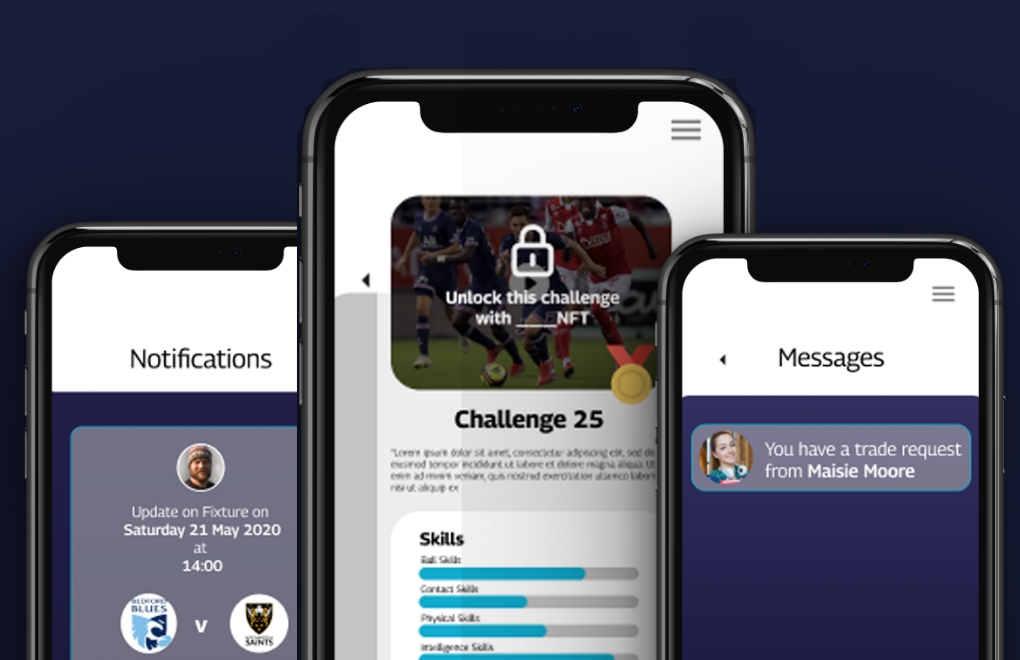 Notifications
Update on Fixture on
Saturday 21 May 2020
at
14:00
BEDFORD
BLUES
v
SAINTS
Unlock this challenge
with ____NFT
Challenge 25
"Lorem ipsum dolor sit amet, consectetur adipiscing elit, sed do
eiusmod tempor incididunt ut labore et dolore magna aliqua. Ut
enim ad minim veniam, quis nostrud exercitation ullamco labori
nisi ut aliquip ex
Skills
Ball Skills
Contact Skills
Physical Skills
Intelligence Skills
Messages
You have a trade request
from Maisie Moore